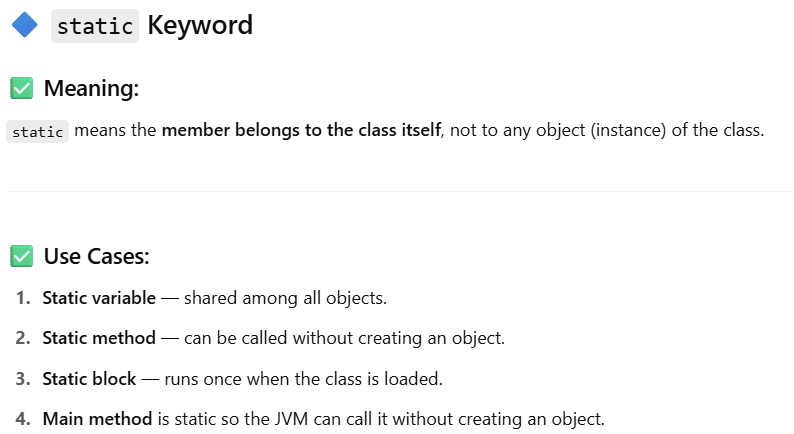 static Keyword
Meaning:
static means the member belongs to the class itself, not to any object (instance) of the class.
Use Cases:
1. Static variable — shared among all objects.
2. Static method — can be called without creating an object.
3. Static block — runs once when the class is loaded.
4. Main method is static so the JVM can call it without creating an object.